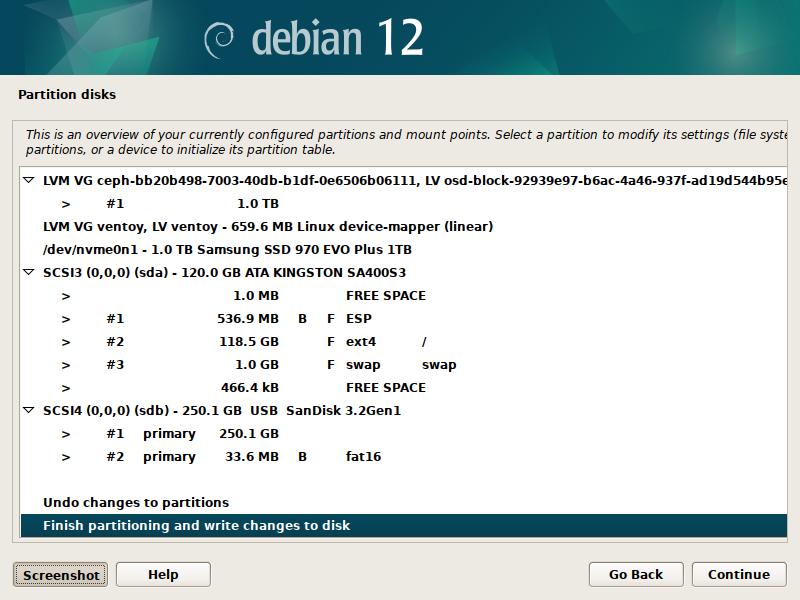 debian 12
Partition disks
This is an overview of your currently configured partitions and mount points. Select a partition to modify its settings (file syste
partitions, or a device to initialize its partition table.
LVM VG ceph-bb20b498-7003-40db-b1df-0e6506b06111, LV osd-block-92939e97-b6ac-4a46-937f-ad19d544b95e
> #1 1.0 TB
LVM VG ventoy, LV ventoy - 659.6 MB Linux device-mapper (linear)
/dev/nvme0n1 - 1.0 TB Samsung SSD 970 EVO Plus 1TB
SCSI3 (0,0,0) (sda) - 120.0 GB ATA KINGSTON SA400S3
> 1.0 MB FREE SPACE
> #1 536.9 MB B F ESP
> #2 118.5 GB F ext4 /
> #3 1.0 GB F swap swap
> 466.4 kB FREE SPACE
SCSI4 (0,0,0) (sdb) - 250.1 GB USB SanDisk 3.2Gen1
> #1 primary 250.1 GB
> #2 primary 33.6 MB B fat16
Undo changes to partitions
Finish partitioning and write changes to disk
Screenshot Help Go Back Continue